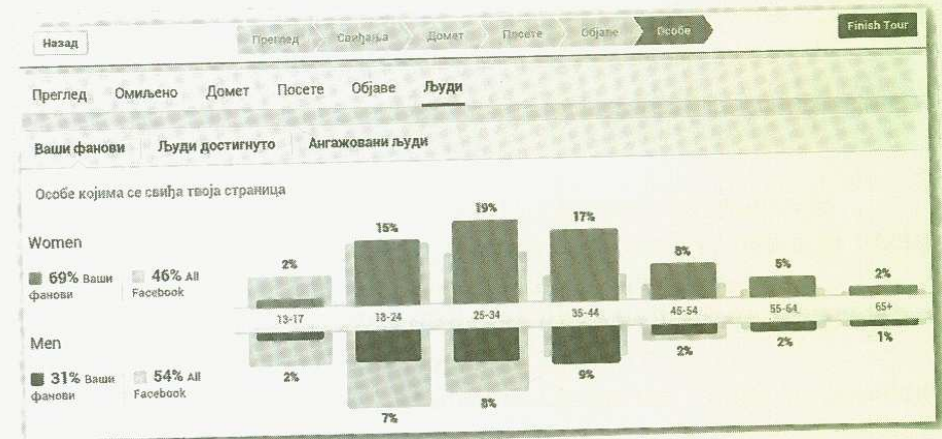 Назад Преглед Свиђања Домет Посете Објаве Особе Finish Tour
Преглед Омиљено Домет Посете Објаве Људи
Ваши фанови Људи достигнуто Ангажовани људи
Особе којима се свиђа твоја страница
Women
69% Ваши фанови
46% All Facebook
2% 15% 19% 17% 8% 5% 2%
13-17 18-24 25-34 35-44 45-54 55-64 65+
Men
31% Ваши фанови
54% All Facebook
2% 7% 8% 9% 2% 2% 1%